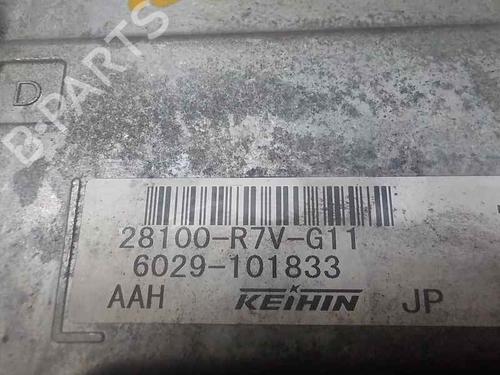 D
B-PARTS
28100-R7V-G11
6029-101833
AAH KEIHIN JP